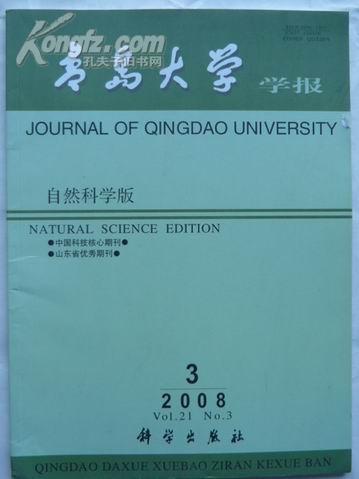 Kongfz.com
孔夫子旧书网
青岛大学 学报
JOURNAL OF QINGDAO UNIVERSITY
自然科学版
NATURAL SCIENCE EDITION
●中国科技核心期刊●
●山东省优秀期刊●
3
2008
Vol.21 No.3
科学出版社
QINGDAO DAXUE XUEBAO ZIRAN KEXUE BAN